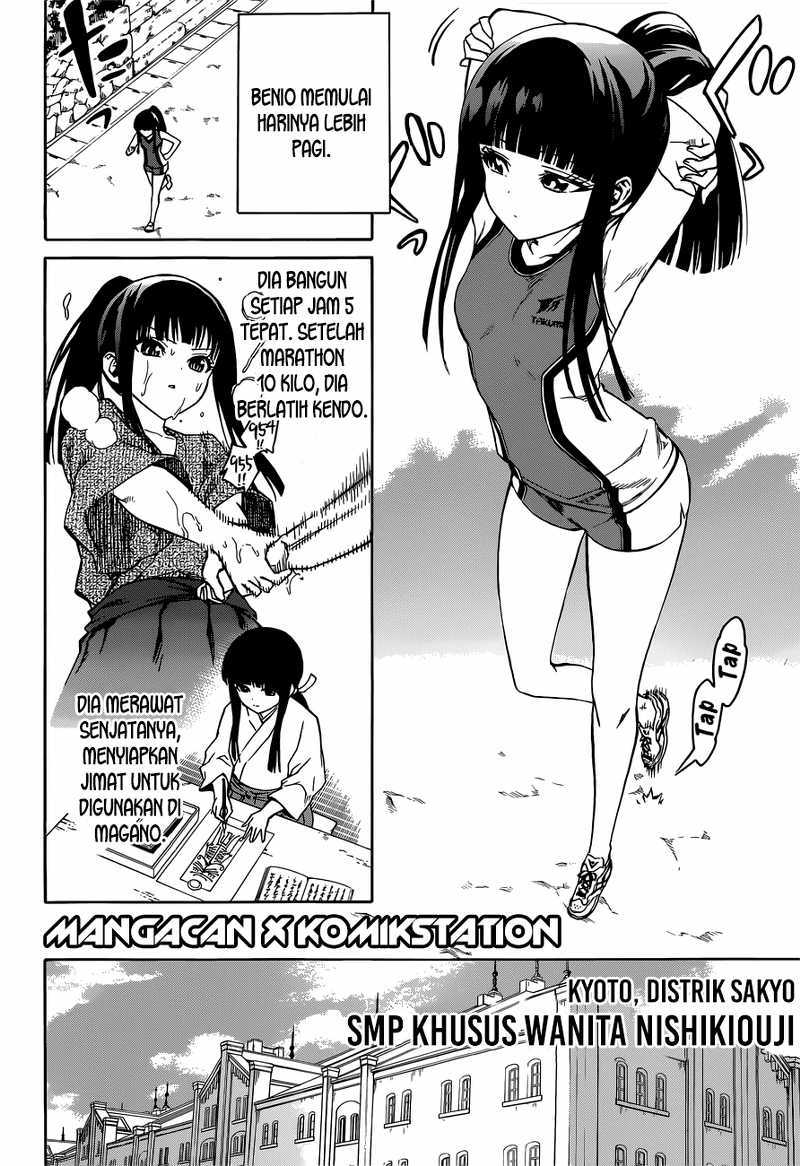 BENIO MEMULAI
HARINYA LEBIH
PAGI.
TAKUMI
DIA BANGUN
SETIAP JAM 5
TEPAT. SETELAH
MARATHON
10 KILO, DIA
BERLATIH KENDO.
954
!!
955
!!
Tap
Tap
DIA MERAWAT
SENJATANYA,
MENYIAPKAN
JIMAT UNTUK
DIGUNAKAN DI
MAGANO.
MANGACAN X KOMIKSTATION
KYOTO, DISTRIK SAKYO
SMP KHUSUS WANITA NISHIKIOUJI